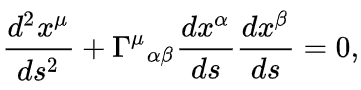 d²x^μ/ds² + Γ^μ_αβ dx^α/ds dx^β/ds = 0,